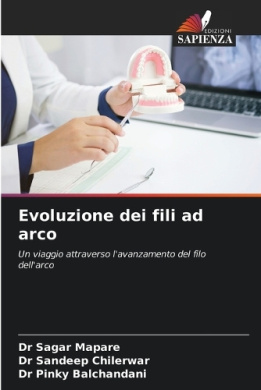 EDIZIONI
SAPIENZA
Evoluzione dei fili ad
arco
Un viaggio attraverso l'avanzamento del filo
dell'arco
Dr Sagar Mapare
Dr Sandeep Chilerwar
Dr Pinky Balchandani